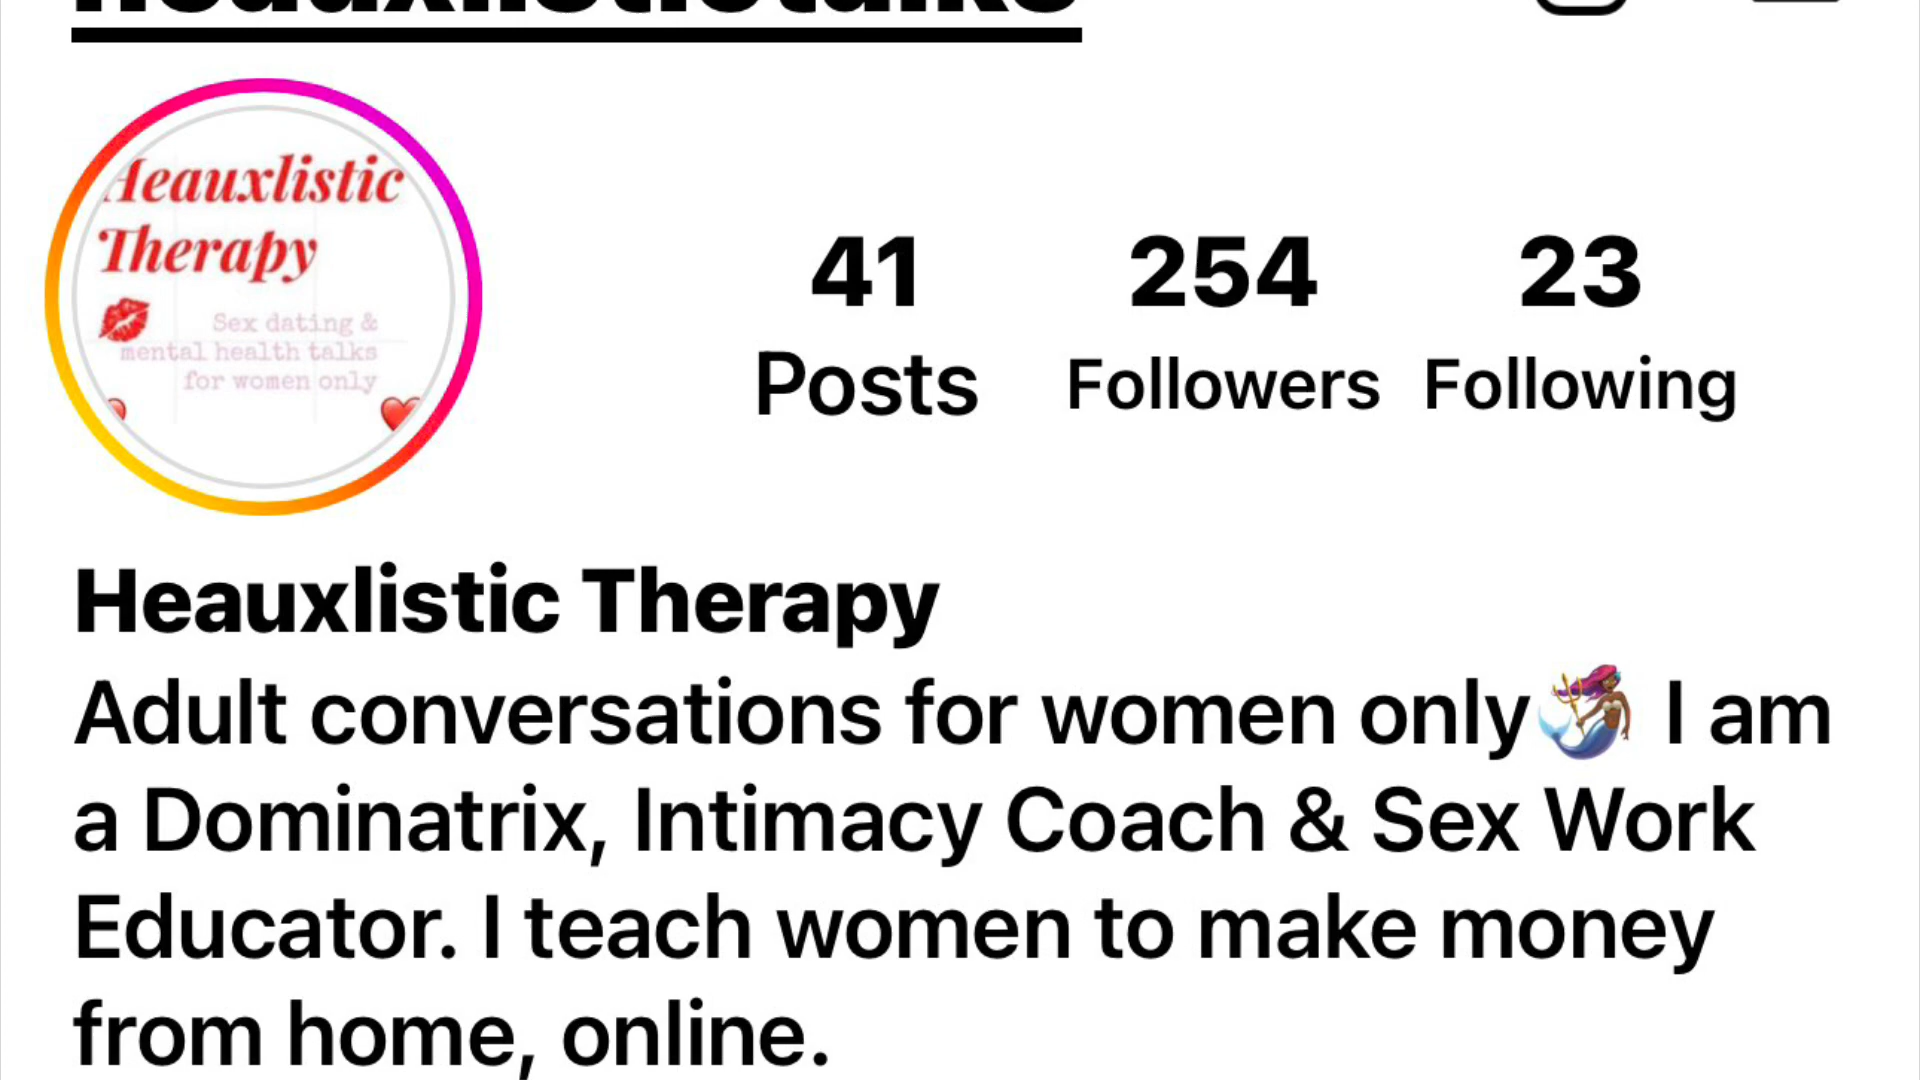 heauxlistictalks
Heauxlistic
Therapy
Sex dating &
mental health talks
for women only
41 254 23
Posts Followers Following
Heauxlistic Therapy
Adult conversations for women only🧜🏾‍♀️ I am
a Dominatrix, Intimacy Coach & Sex Work
Educator. I teach women to make money
from home, online.